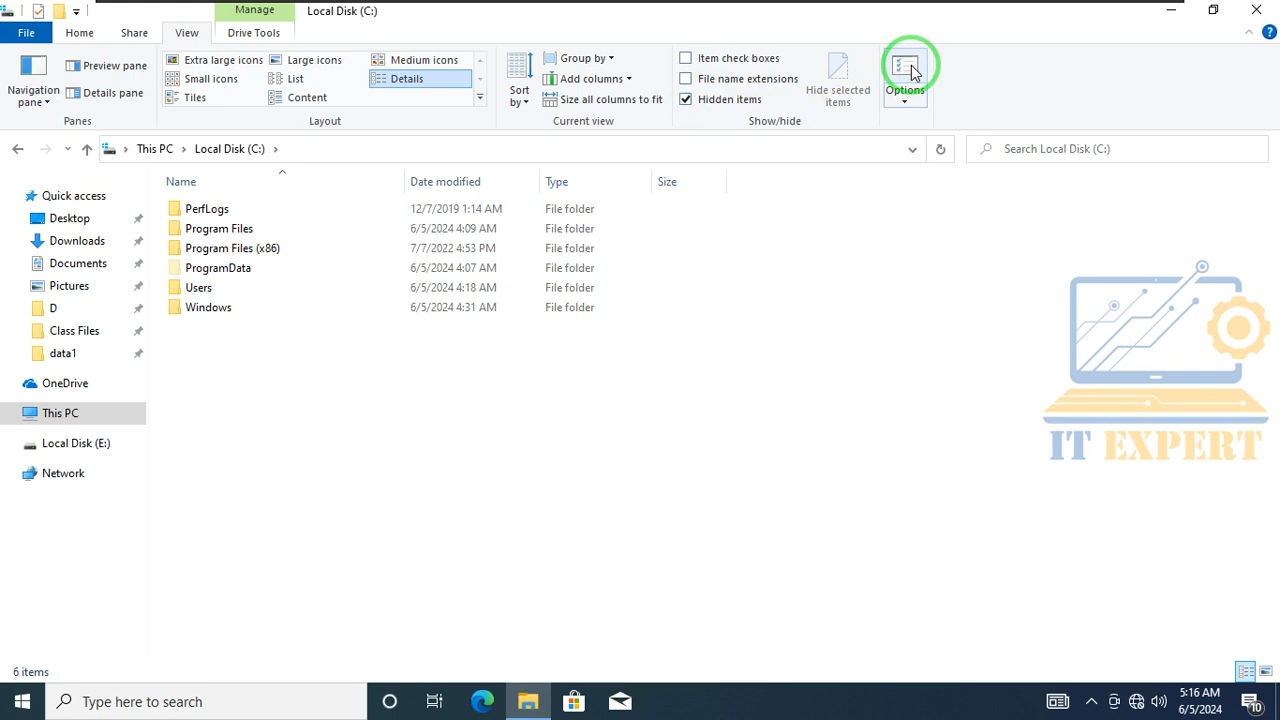 Manage
Local Disk (C:)
File
Home
Share
View
Drive Tools
Navigation pane
Preview pane
Details pane
Panes
Extra large icons
Large icons
Medium icons
Small icons
List
Details
Tiles
Content
Layout
Sort by
Group by
Add columns
Size all columns to fit
Current view
Item check boxes
File name extensions
Hidden items
Hide selected items
Show/hide
Options
This PC
Local Disk (C:)
Search Local Disk (C:)
Name Date modified Type Size
PerfLogs 12/7/2019 1:14 AM File folder
Program Files 6/5/2024 4:09 AM File folder
Program Files (x86) 7/7/2022 4:53 PM File folder
ProgramData 6/5/2024 4:07 AM File folder
Users 6/5/2024 4:18 AM File folder
Windows 6/5/2024 4:31 AM File folder
Quick access
Desktop
Downloads
Documents
Pictures
D
Class Files
data1
OneDrive
This PC
Local Disk (E:)
Network
IT EXPERT
6 items
Type here to search
5:16 AM
6/5/2024
10